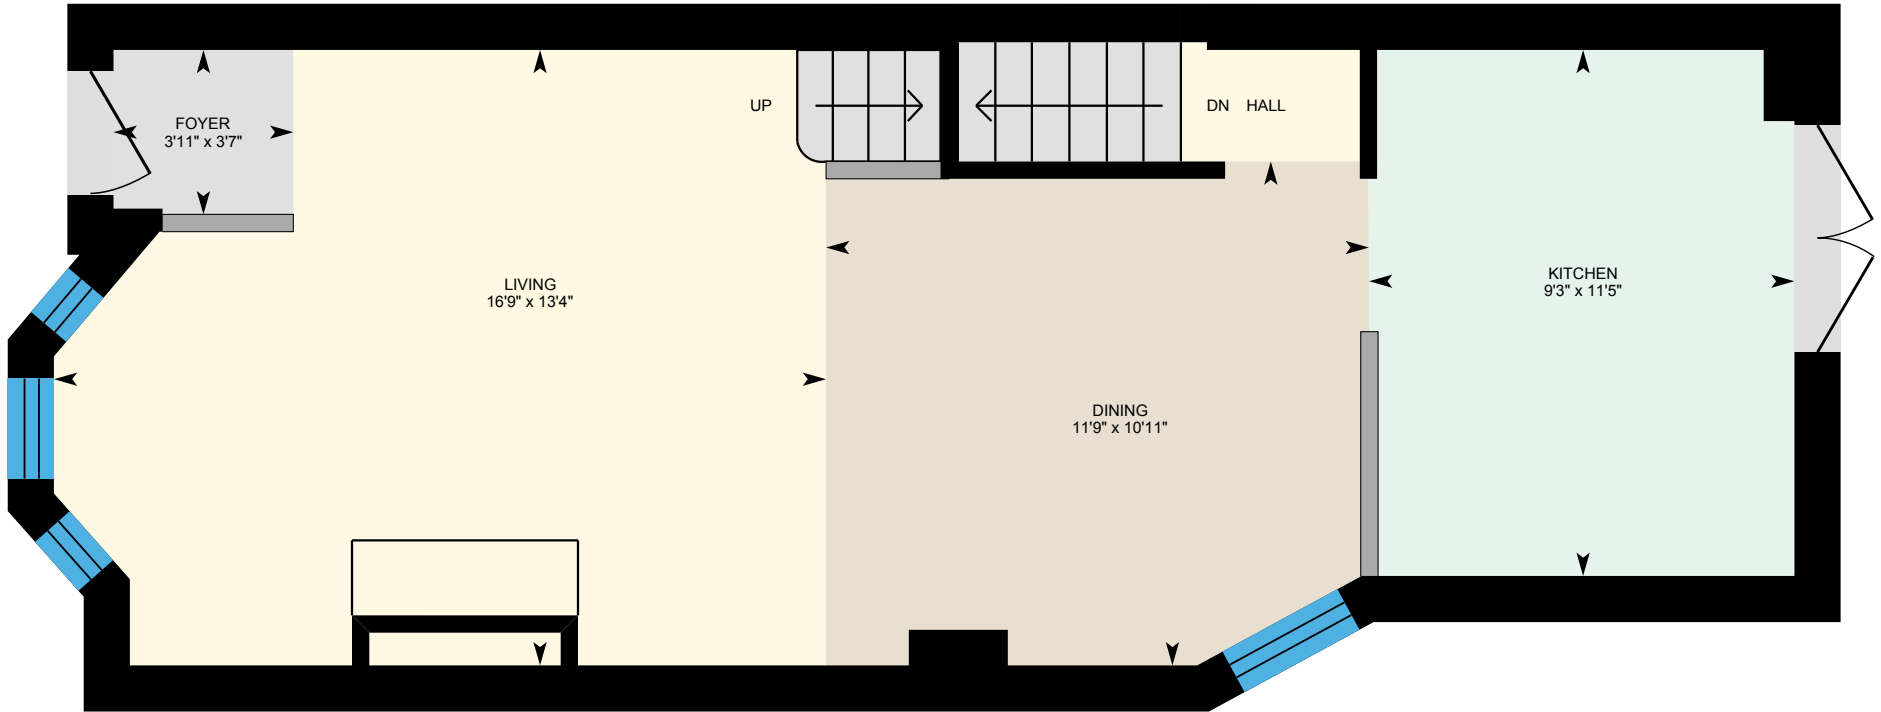 FOYER
3'11" x 3'7"
UP
DN
HALL
LIVING
16'9" x 13'4"
KITCHEN
9'3" x 11'5"
DINING
11'9" x 10'11"